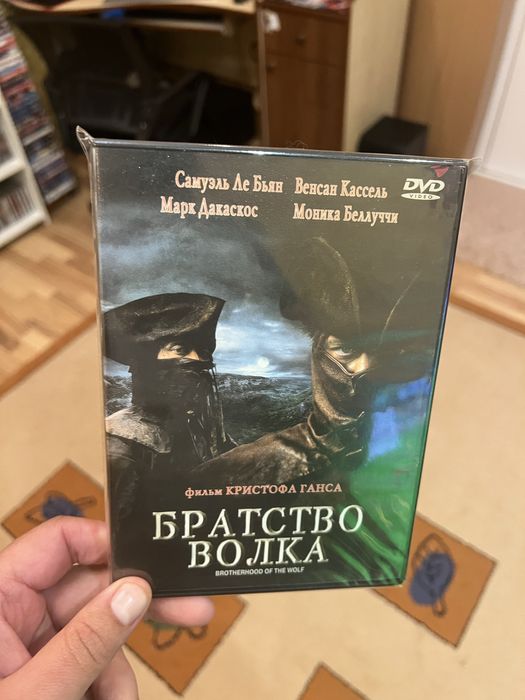 Самуэль Ле Бьян Венсан Кассель
Марк Дакаскос Моника Беллуччи
DVD
VIDEO
фильм КРИСТОФА ГАНСА
БРАТСТВО
ВОЛКА
BROTHERHOOD OF THE WOLF